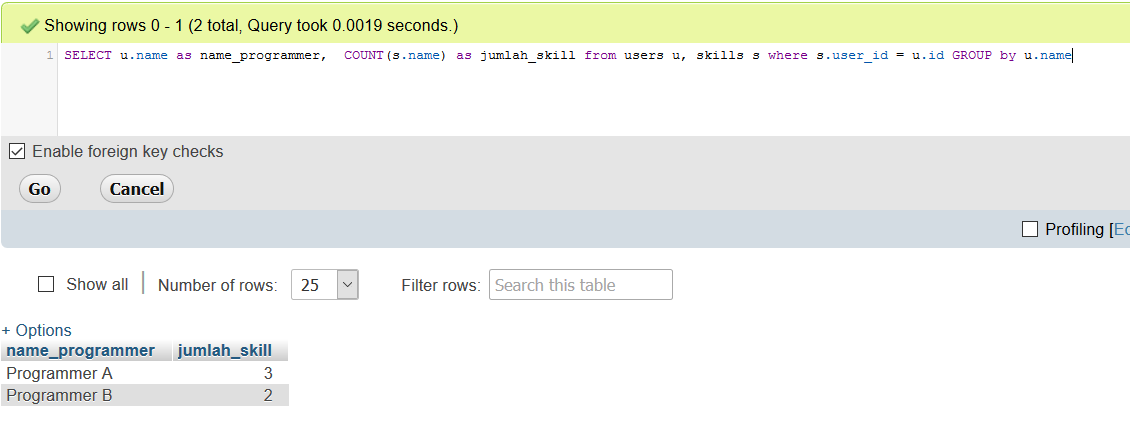 Showing rows 0 - 1 (2 total, Query took 0.0019 seconds.)
1 SELECT u.name as name_programmer,  COUNT(s.name) as jumlah_skill from users u, skills s where s.user_id = u.id GROUP by u.name
Enable foreign key checks
Go Cancel
Profiling [Ec
Show all Number of rows: 25 Filter rows: Search this table
+ Options
name_programmer jumlah_skill
Programmer A 3
Programmer B 2